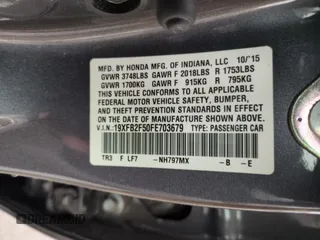 MFD. BY HONDA MFG. OF INDIANA, LLC 10/'15
GVWR 3748LBS GAWR F 2018LBS R 1753LBS
GVWR 1700KG GAWR F 915KG R 795KG
THIS VEHICLE CONFORMS TO ALL APPLICABLE
FEDERAL MOTOR VEHICLE SAFETY, BUMPER,
AND THEFT PREVENTION STANDARDS IN EFFECT
ON THE DATE OF MANUFACTURE SHOWN ABOVE.
V.I.N: 19XFB2F50FE703679 TYPE: PASSENGER CAR
TR3 F LF7 -NH797MX -B -E